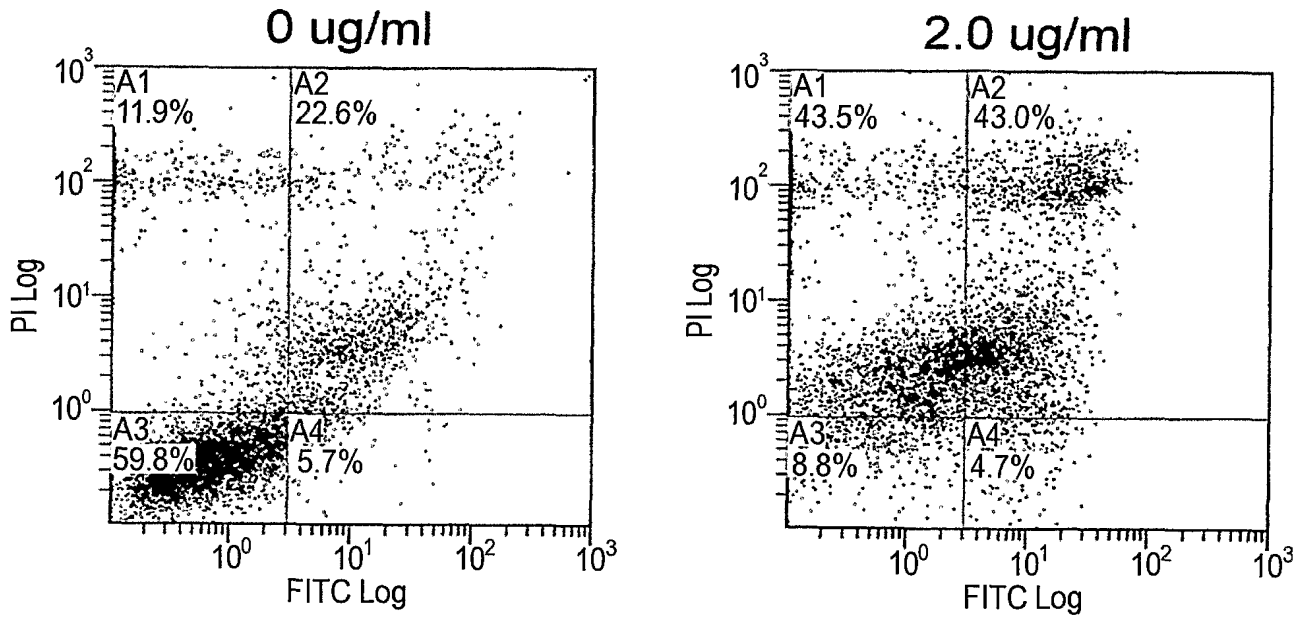 0 ug/ml
10³
A1
11.9%
A2
22.6%
10²
10¹
10⁰
A3
59.8%
A4
5.7%
PI Log
10⁰ 10¹ 10² 10³
FITC Log
2.0 ug/ml
10³
A1
43.5%
A2
43.0%
10²
10¹
10⁰
A3
8.8%
A4
4.7%
PI Log
10⁰ 10¹ 10² 10³
FITC Log